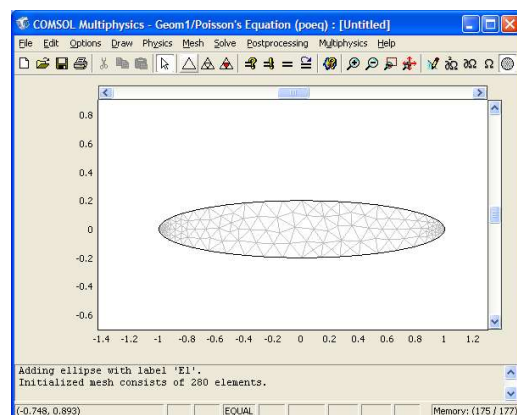 COMSOL Multiphysics - Geom1/Poisson's Equation (poeq) : [Untitled]
File Edit Options Draw Physics Mesh Solve Postprocessing Multiphysics Help
0.8
0.6
0.4
0.2
0
-0.2
-0.4
-0.6
-1.4 -1.2 -1 -0.8 -0.6 -0.4 -0.2 0 0.2 0.4 0.6 0.8 1 1.2
Adding ellipse with label 'E1'.
Initialized mesh consists of 280 elements.
(-0.748, 0.893) EQUAL Memory: (175 / 177)